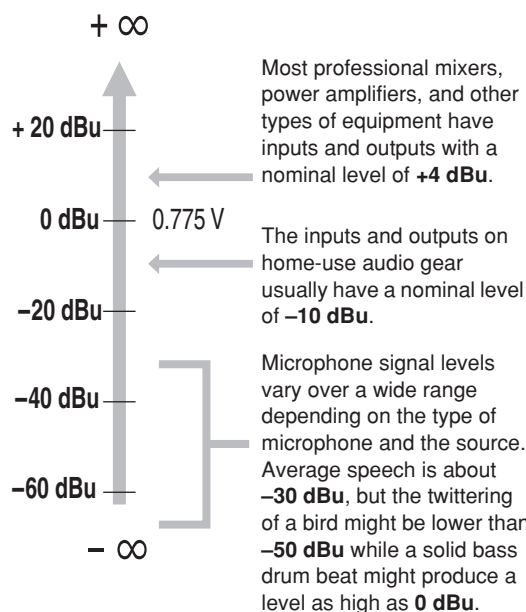 + ∞
+ 20 dBu
0 dBu
0.775 V
–20 dBu
–40 dBu
–60 dBu
– ∞
Most professional mixers,
power amplifiers, and other
types of equipment have
inputs and outputs with a
nominal level of +4 dBu.
The inputs and outputs on
home-use audio gear
usually have a nominal level
of –10 dBu.
Microphone signal levels
vary over a wide range
depending on the type of
microphone and the source.
Average speech is about
–30 dBu, but the twittering
of a bird might be lower than
–50 dBu while a solid bass
drum beat might produce a
level as high as 0 dBu.